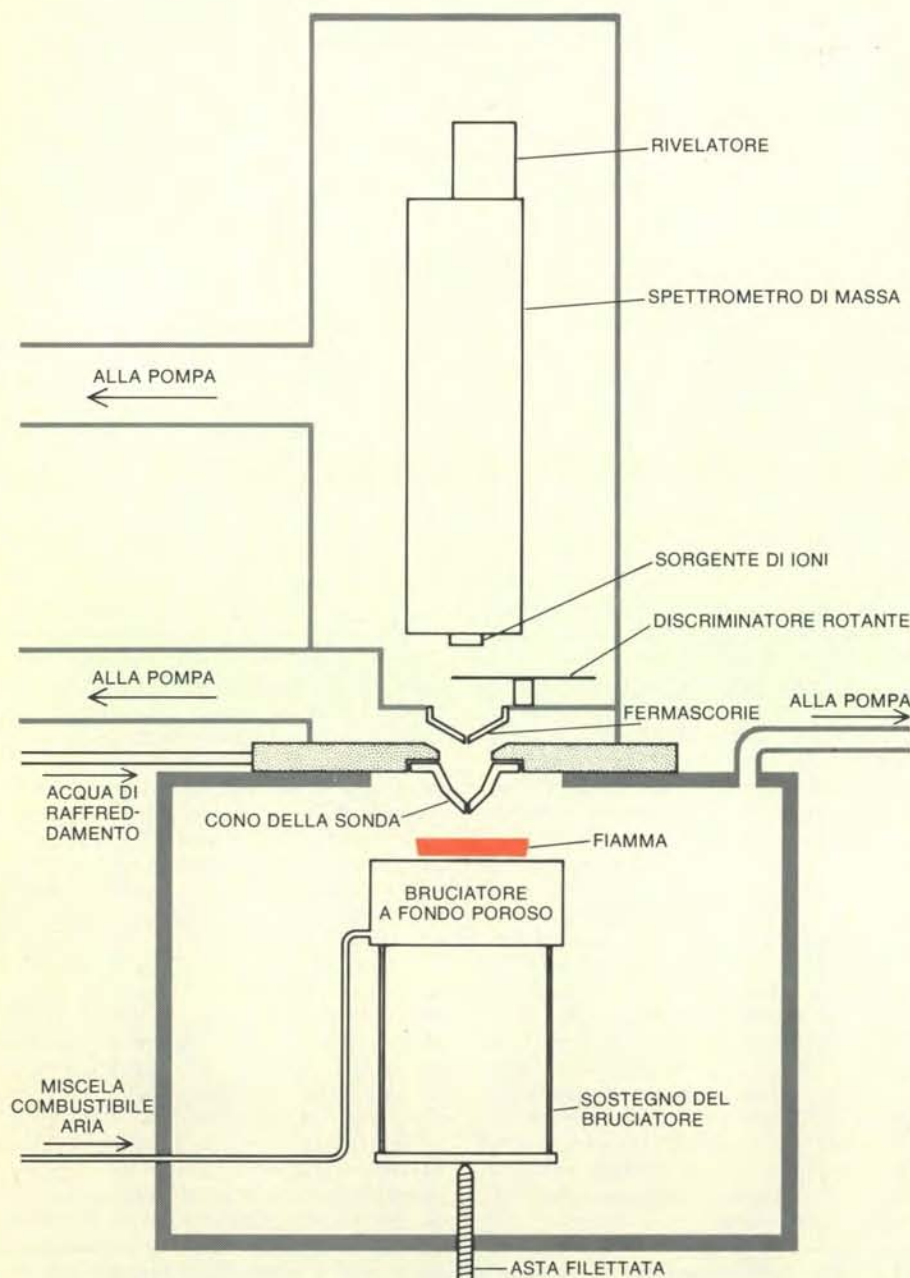 RIVELATORE
SPETTROMETRO DI MASSA
ALLA POMPA
SORGENTE DI IONI
DISCRIMINATORE ROTANTE
ALLA POMPA
ALLA POMPA
FERMASCORIE
ACQUA DI
RAFFRED-
DAMENTO
CONO DELLA SONDA
FIAMMA
BRUCIATORE
A FONDO POROSO
MISCELA
COMBUSTIBILE
ARIA
SOSTEGNO DEL
BRUCIATORE
ASTA FILETTATA